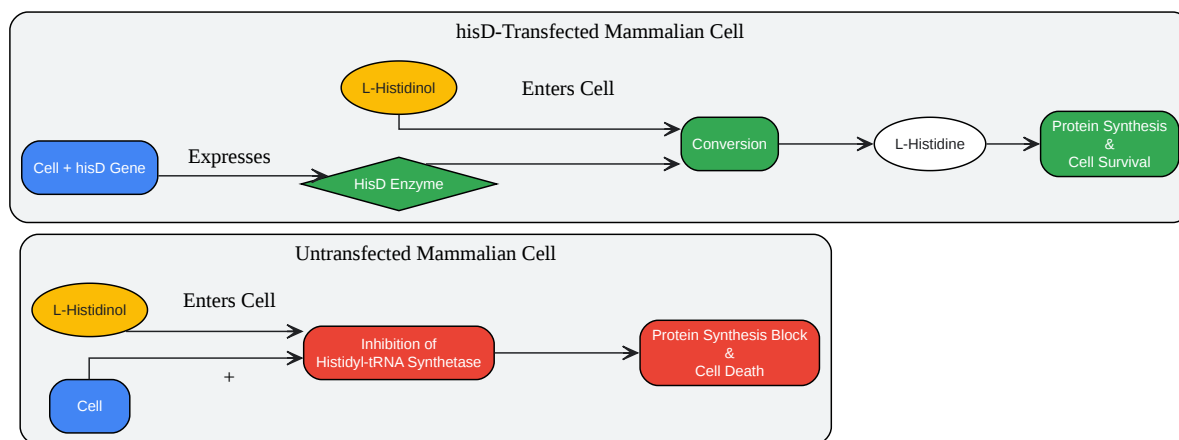 hisD-Transfected Mammalian Cell
L-Histidinol
Enters Cell
Cell + hisD Gene
Expresses
HisD Enzyme
Conversion
L-Histidine
Protein Synthesis
&
Cell Survival
Untransfected Mammalian Cell
L-Histidinol
Enters Cell
Cell
+
Inhibition of
Histidyl-tRNA Synthetase
Protein Synthesis Block
&
Cell Death